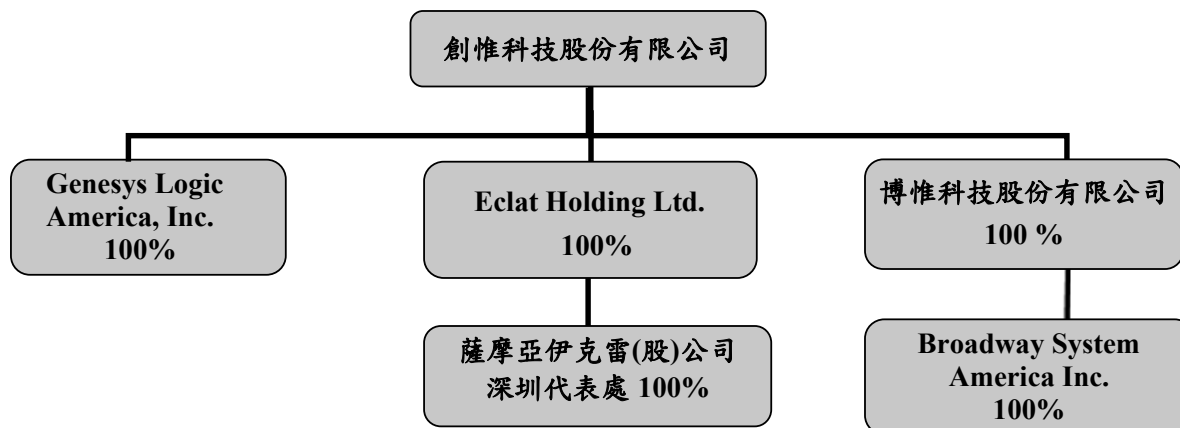 創惟科技股份有限公司
Genesys Logic
America, Inc.
100%
Eclat Holding Ltd.
100%
博惟科技股份有限公司
100 %
薩摩亞伊克雷(股)公司
深圳代表處 100%
Broadway System
America Inc.
100%